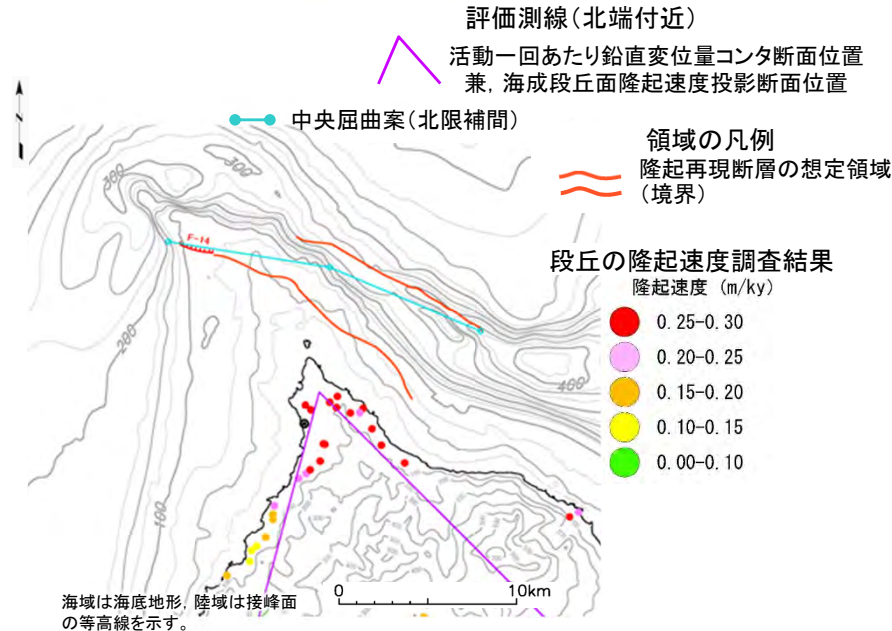 評価測線(北端付近)
活動一回あたり鉛直変位量コンタ断面位置
兼, 海成段丘面隆起速度投影断面位置
中央屈曲案(北限補間)
領域の凡例
隆起再現断層の想定領域
(境界)
300
300
F-14
段丘の隆起速度調査結果
隆起速度 (m/ky)
0.25-0.30
0.20-0.25
0.15-0.20
0.10-0.15
0.00-0.10
200
400
100
0
10km
海域は海底地形, 陸域は接峰面
の等高線を示す。